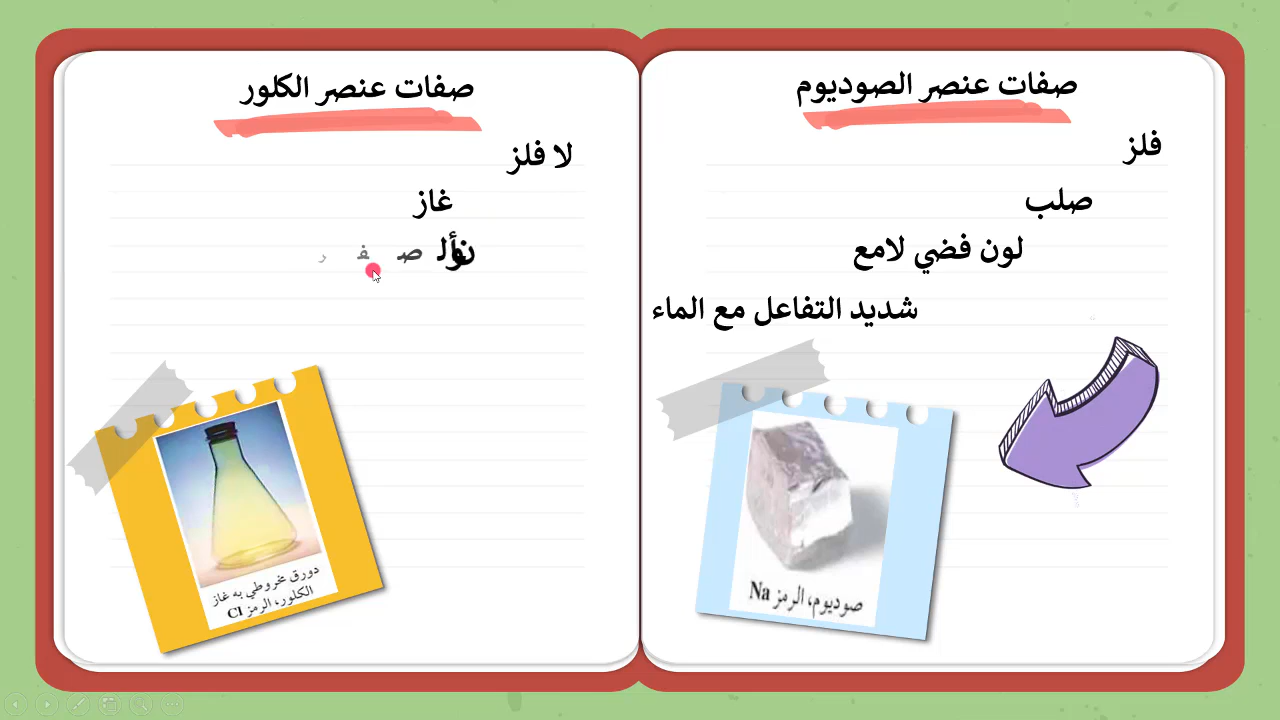 صفات عنصر الصوديوم
فلز
صلب
لون فضي لامع
شديد التفاعل مع الماء
صوديوم، الرمز Na
صفات عنصر الكلور
لا فلز
غاز
دورق مخروطي به غاز
الكلور، الرمز Cl